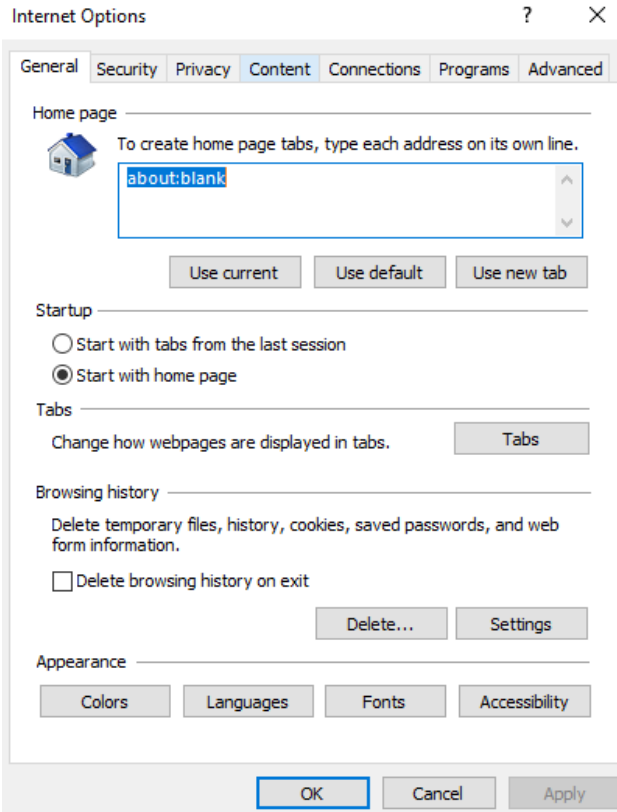 Internet Options ? ×
General Security Privacy Content Connections Programs Advanced
Home page
To create home page tabs, type each address on its own line.
about:blank
Use current Use default Use new tab
Startup
Start with tabs from the last session
Start with home page
Tabs
Change how webpages are displayed in tabs. Tabs
Browsing history
Delete temporary files, history, cookies, saved passwords, and web
form information.
Delete browsing history on exit
Delete... Settings
Appearance
Colors Languages Fonts Accessibility
OK Cancel Apply